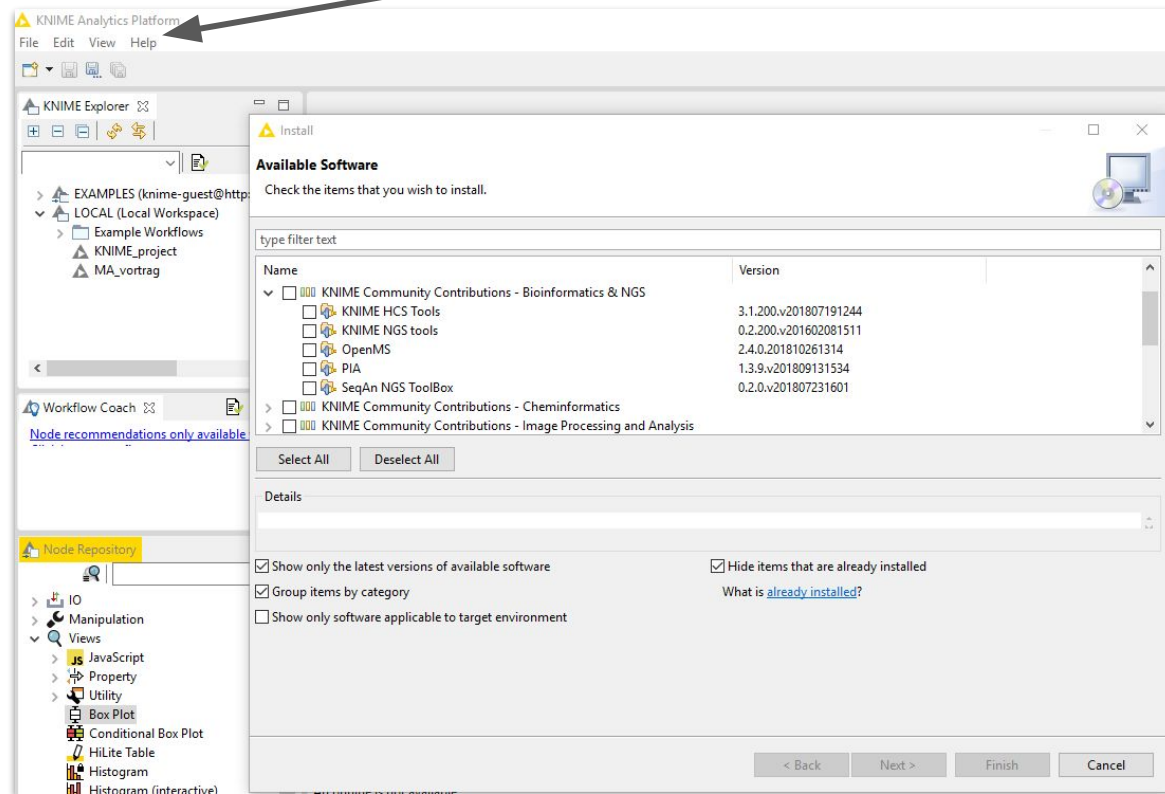 KNIME Analytics Platform
File Edit View Help
KNIME Explorer
EXAMPLES (knime-guest@http:
LOCAL (Local Workspace)
Example Workflows
KNIME_project
MA_vortrag
Workflow Coach
Node recommendations only available
Node Repository
IO
Manipulation
Views
JS JavaScript
Property
Utility
Box Plot
Conditional Box Plot
HiLite Table
Histogram
Histogram (interactive)
Install
Available Software
Check the items that you wish to install.
type filter text
Name Version
KNIME Community Contributions - Bioinformatics & NGS
KNIME HCS Tools 3.1.200.v201807191244
KNIME NGS tools 0.2.200.v201602081511
OpenMS 2.4.0.201810261314
PIA 1.3.9.v201809131534
SeqAn NGS ToolBox 0.2.0.v201807231601
KNIME Community Contributions - Cheminformatics
KNIME Community Contributions - Image Processing and Analysis
Select All Deselect All
Details
Show only the latest versions of available software Hide items that are already installed
Group items by category What is already installed?
Show only software applicable to target environment
< Back Next > Finish Cancel